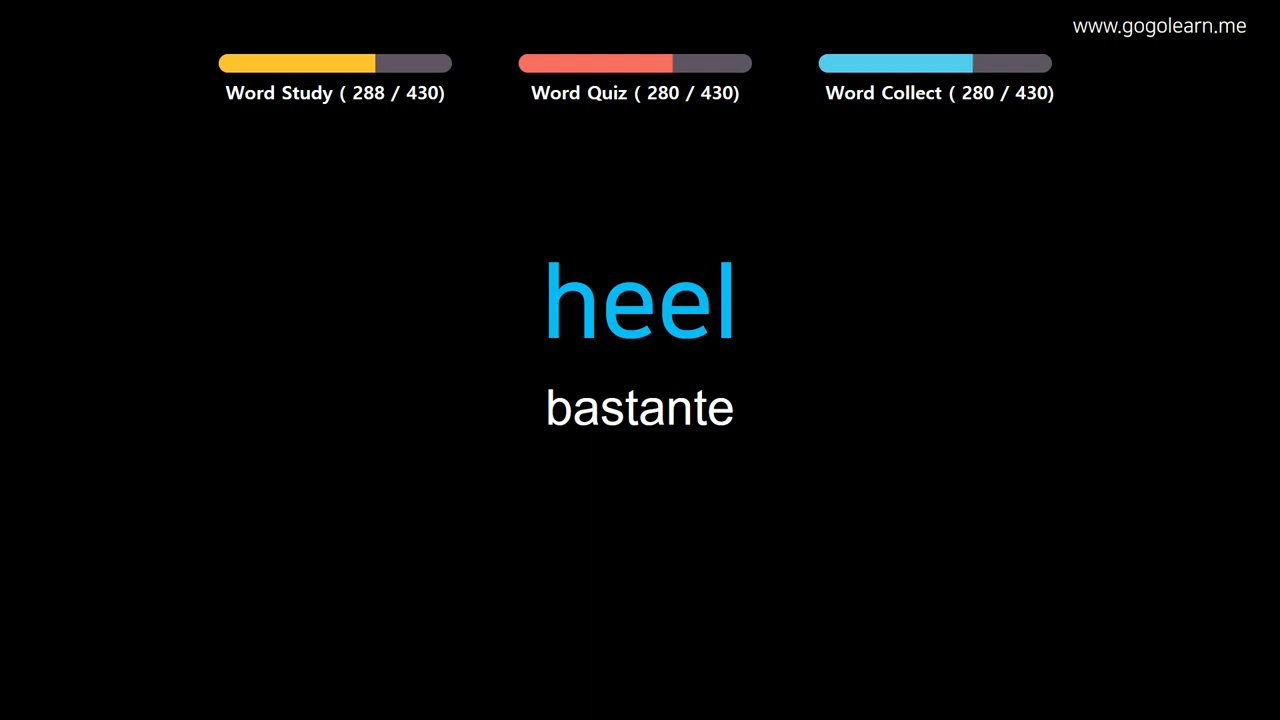 www.gogolearn.me
Word Study ( 288 / 430)
Word Quiz ( 280 / 430)
Word Collect ( 280 / 430)
heel
bastante